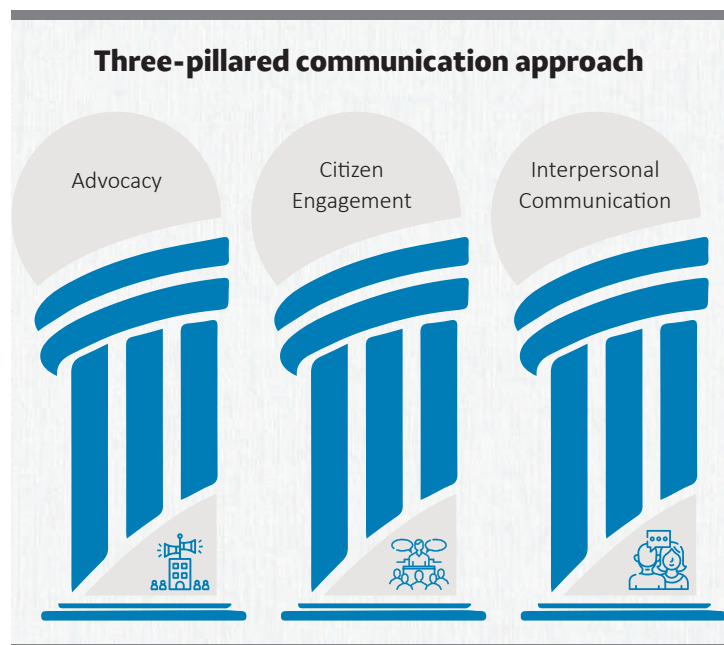 Three-pillared communication approach
Advocacy
Citizen
Engagement
Interpersonal
Communication